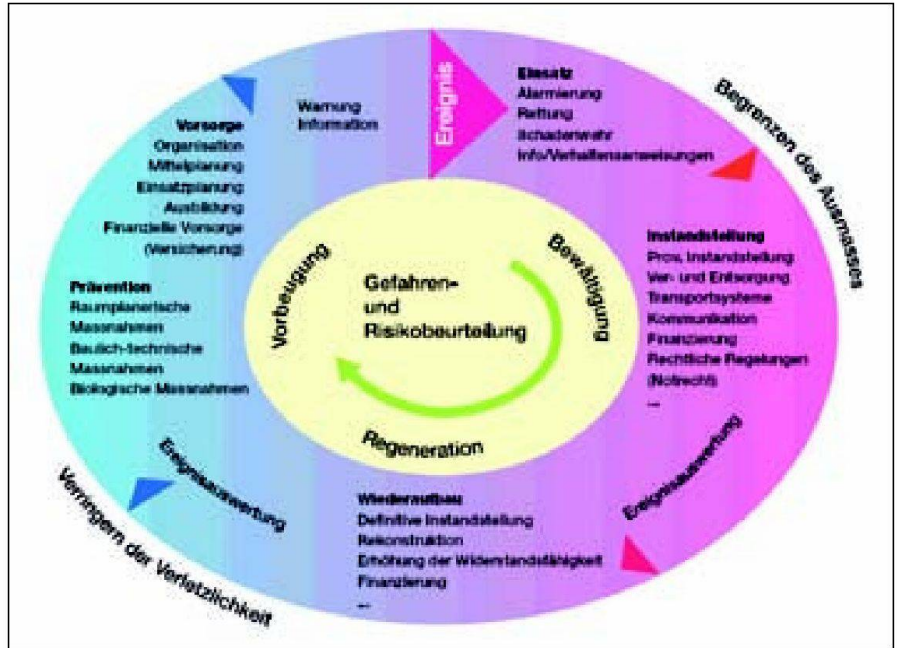 Ereignis
Einsatz
Alarmierung
Rettung
Schadenwehr
Info/Verhaltensanweisungen
Begrenzen des Ausmasses
Instandstellung
Prov. Instandstellung
Ver- und Entsorgung
Transportsysteme
Kommunikation
Finanzierung
Rechtliche Regelungen
(Notrecht)
...
Ereignisauswertung
Wiederaufbau
Definitive Instandstellung
Rekonstruktion
Erhöhung der Widerstandsfähigkeit
Finanzierung
...
Ereignisauswertung
Verringern der Verletzlichkeit
Prävention
Raumplanerische
Massnahmen
Baulich-technische
Massnahmen
Biologische Massnahmen
Vorsorge
Organisation
Mittelplanung
Einsatzplanung
Ausbildung
Finanzielle Vorsorge
(Versicherung)
Warnung
Information
Vorbeugung
Bewältigung
Regeneration
Gefahren-
und
Risikobeurteilung